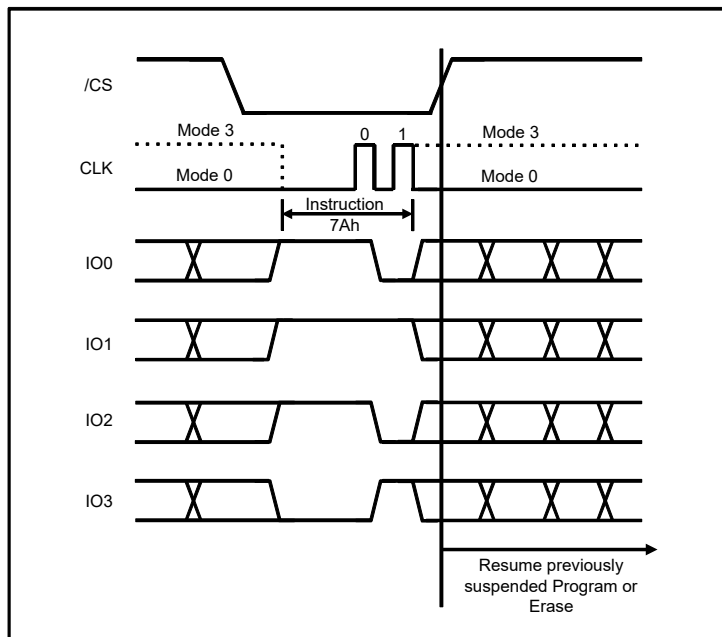 /CS
0 1
Mode 3 Mode 3
CLK
Mode 0 Mode 0
Instruction
7Ah
IO0
IO1
IO2
IO3
Resume previously
suspended Program or
Erase